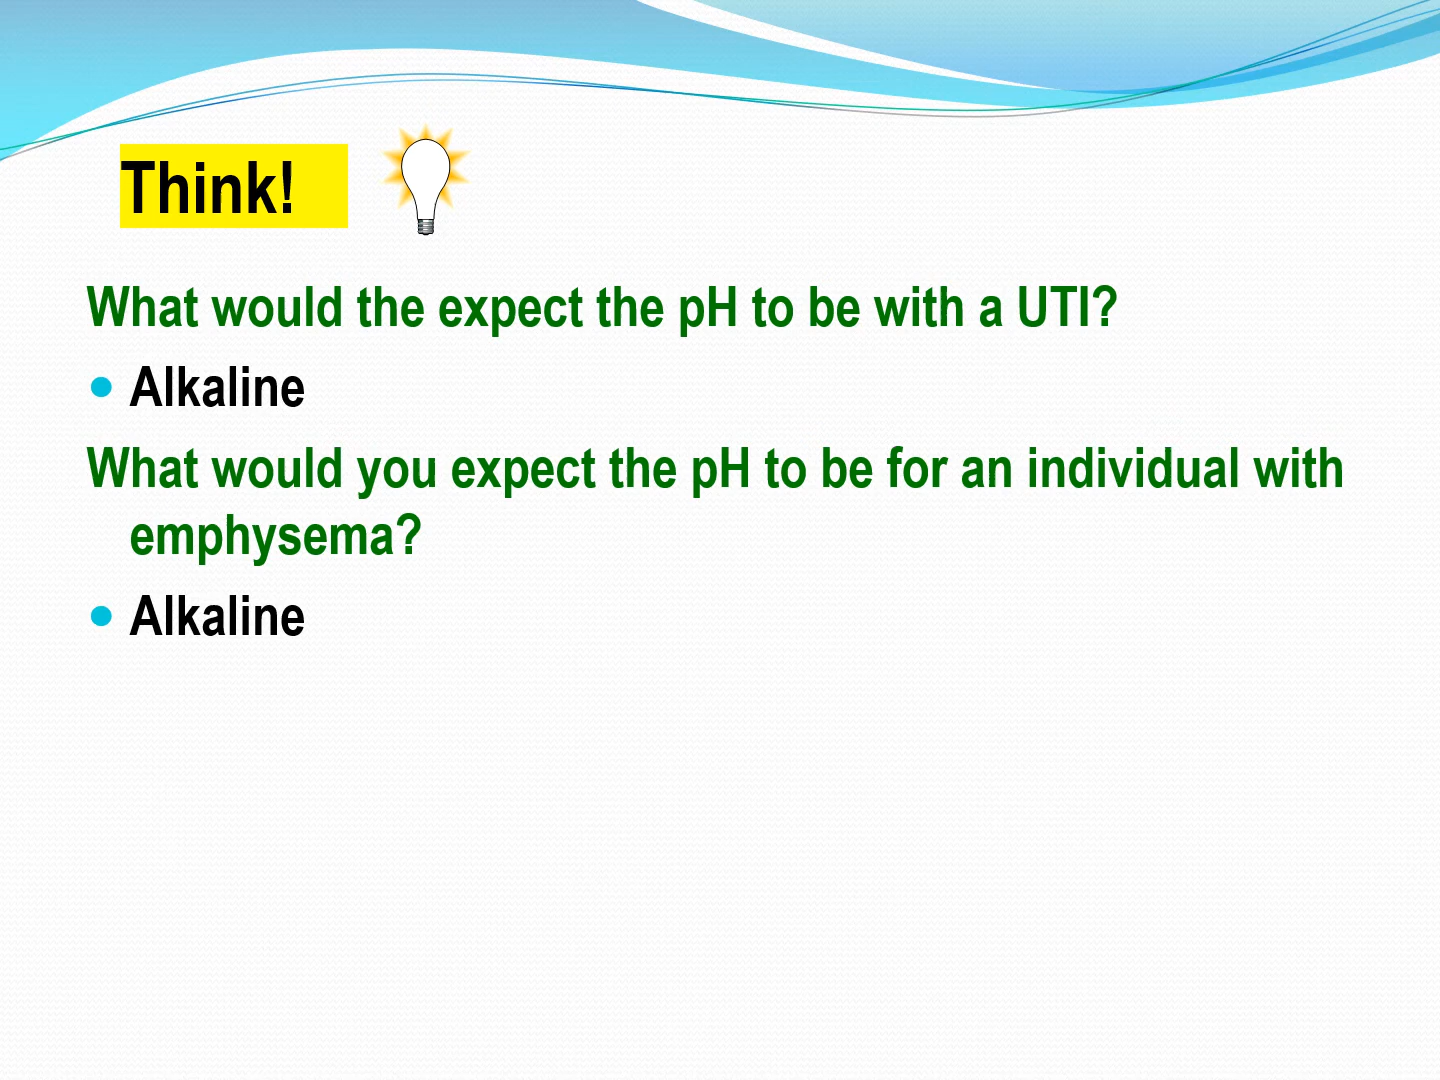 Think!
What would the expect the pH to be with a UTI?
Alkaline
What would you expect the pH to be for an individual with
emphysema?
Alkaline